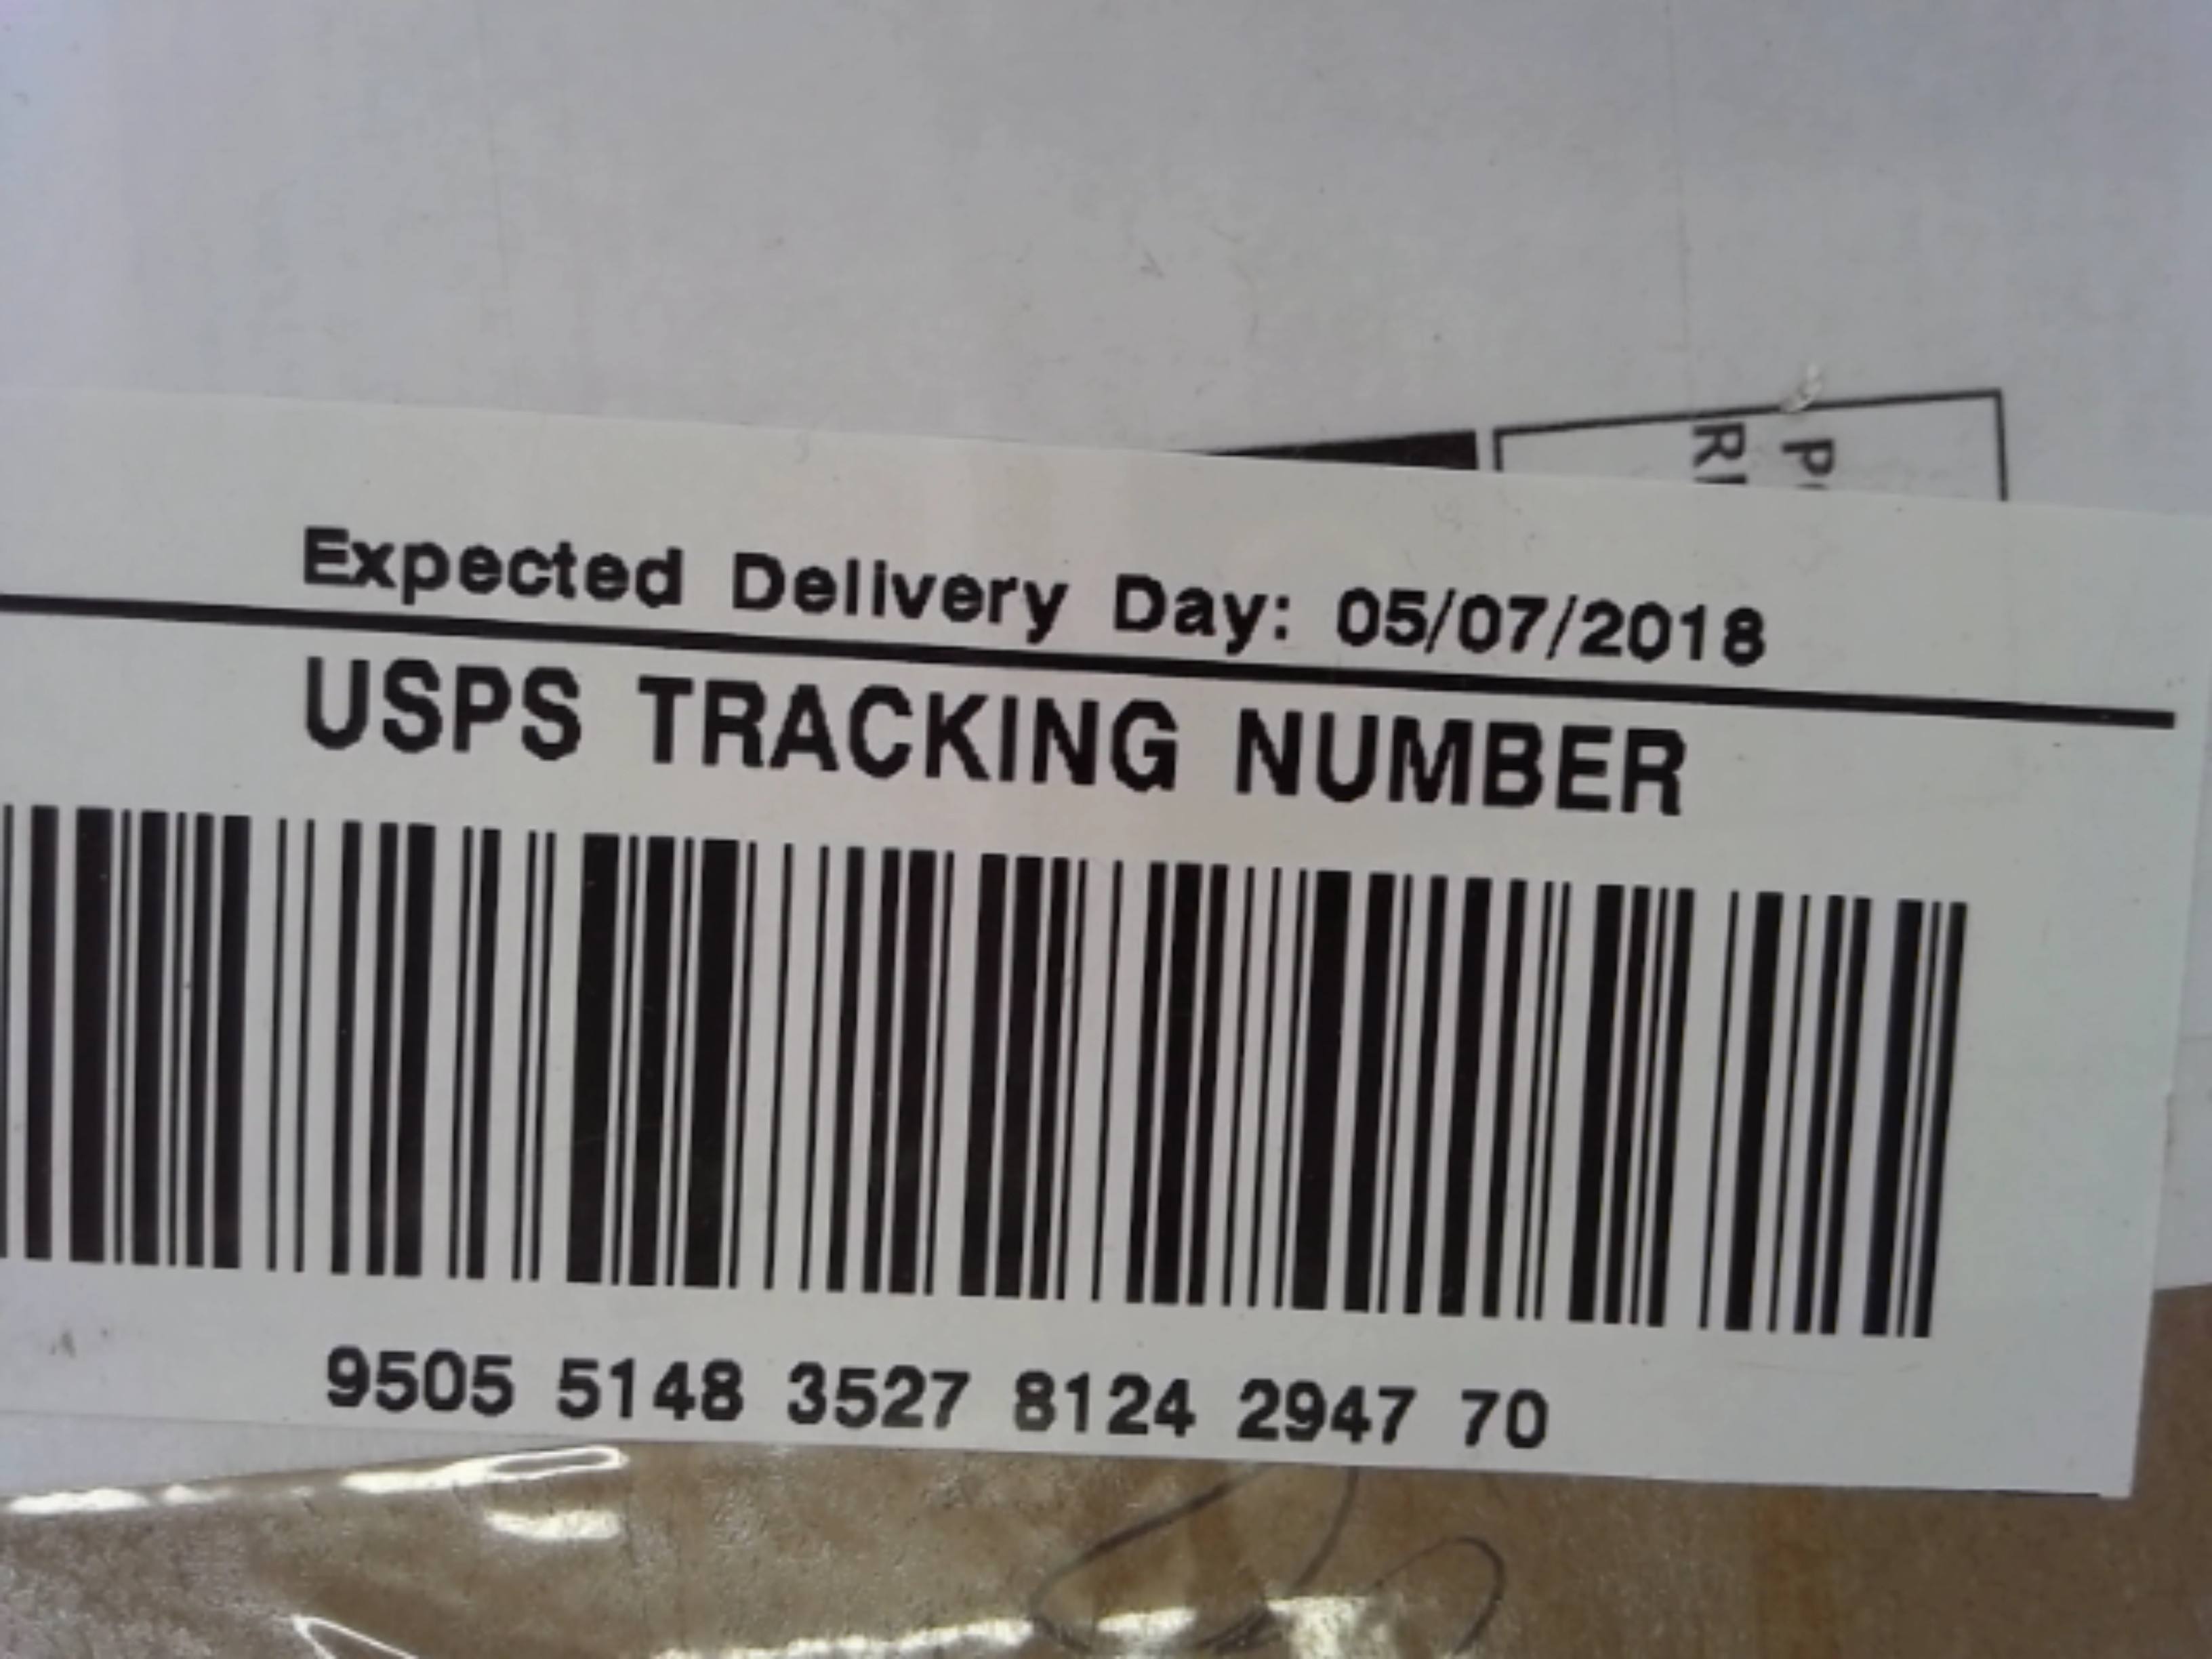 Expected Delivery Day: 05/07/2018
USPS TRACKING NUMBER
9505 5148 3527 8124 2947 70